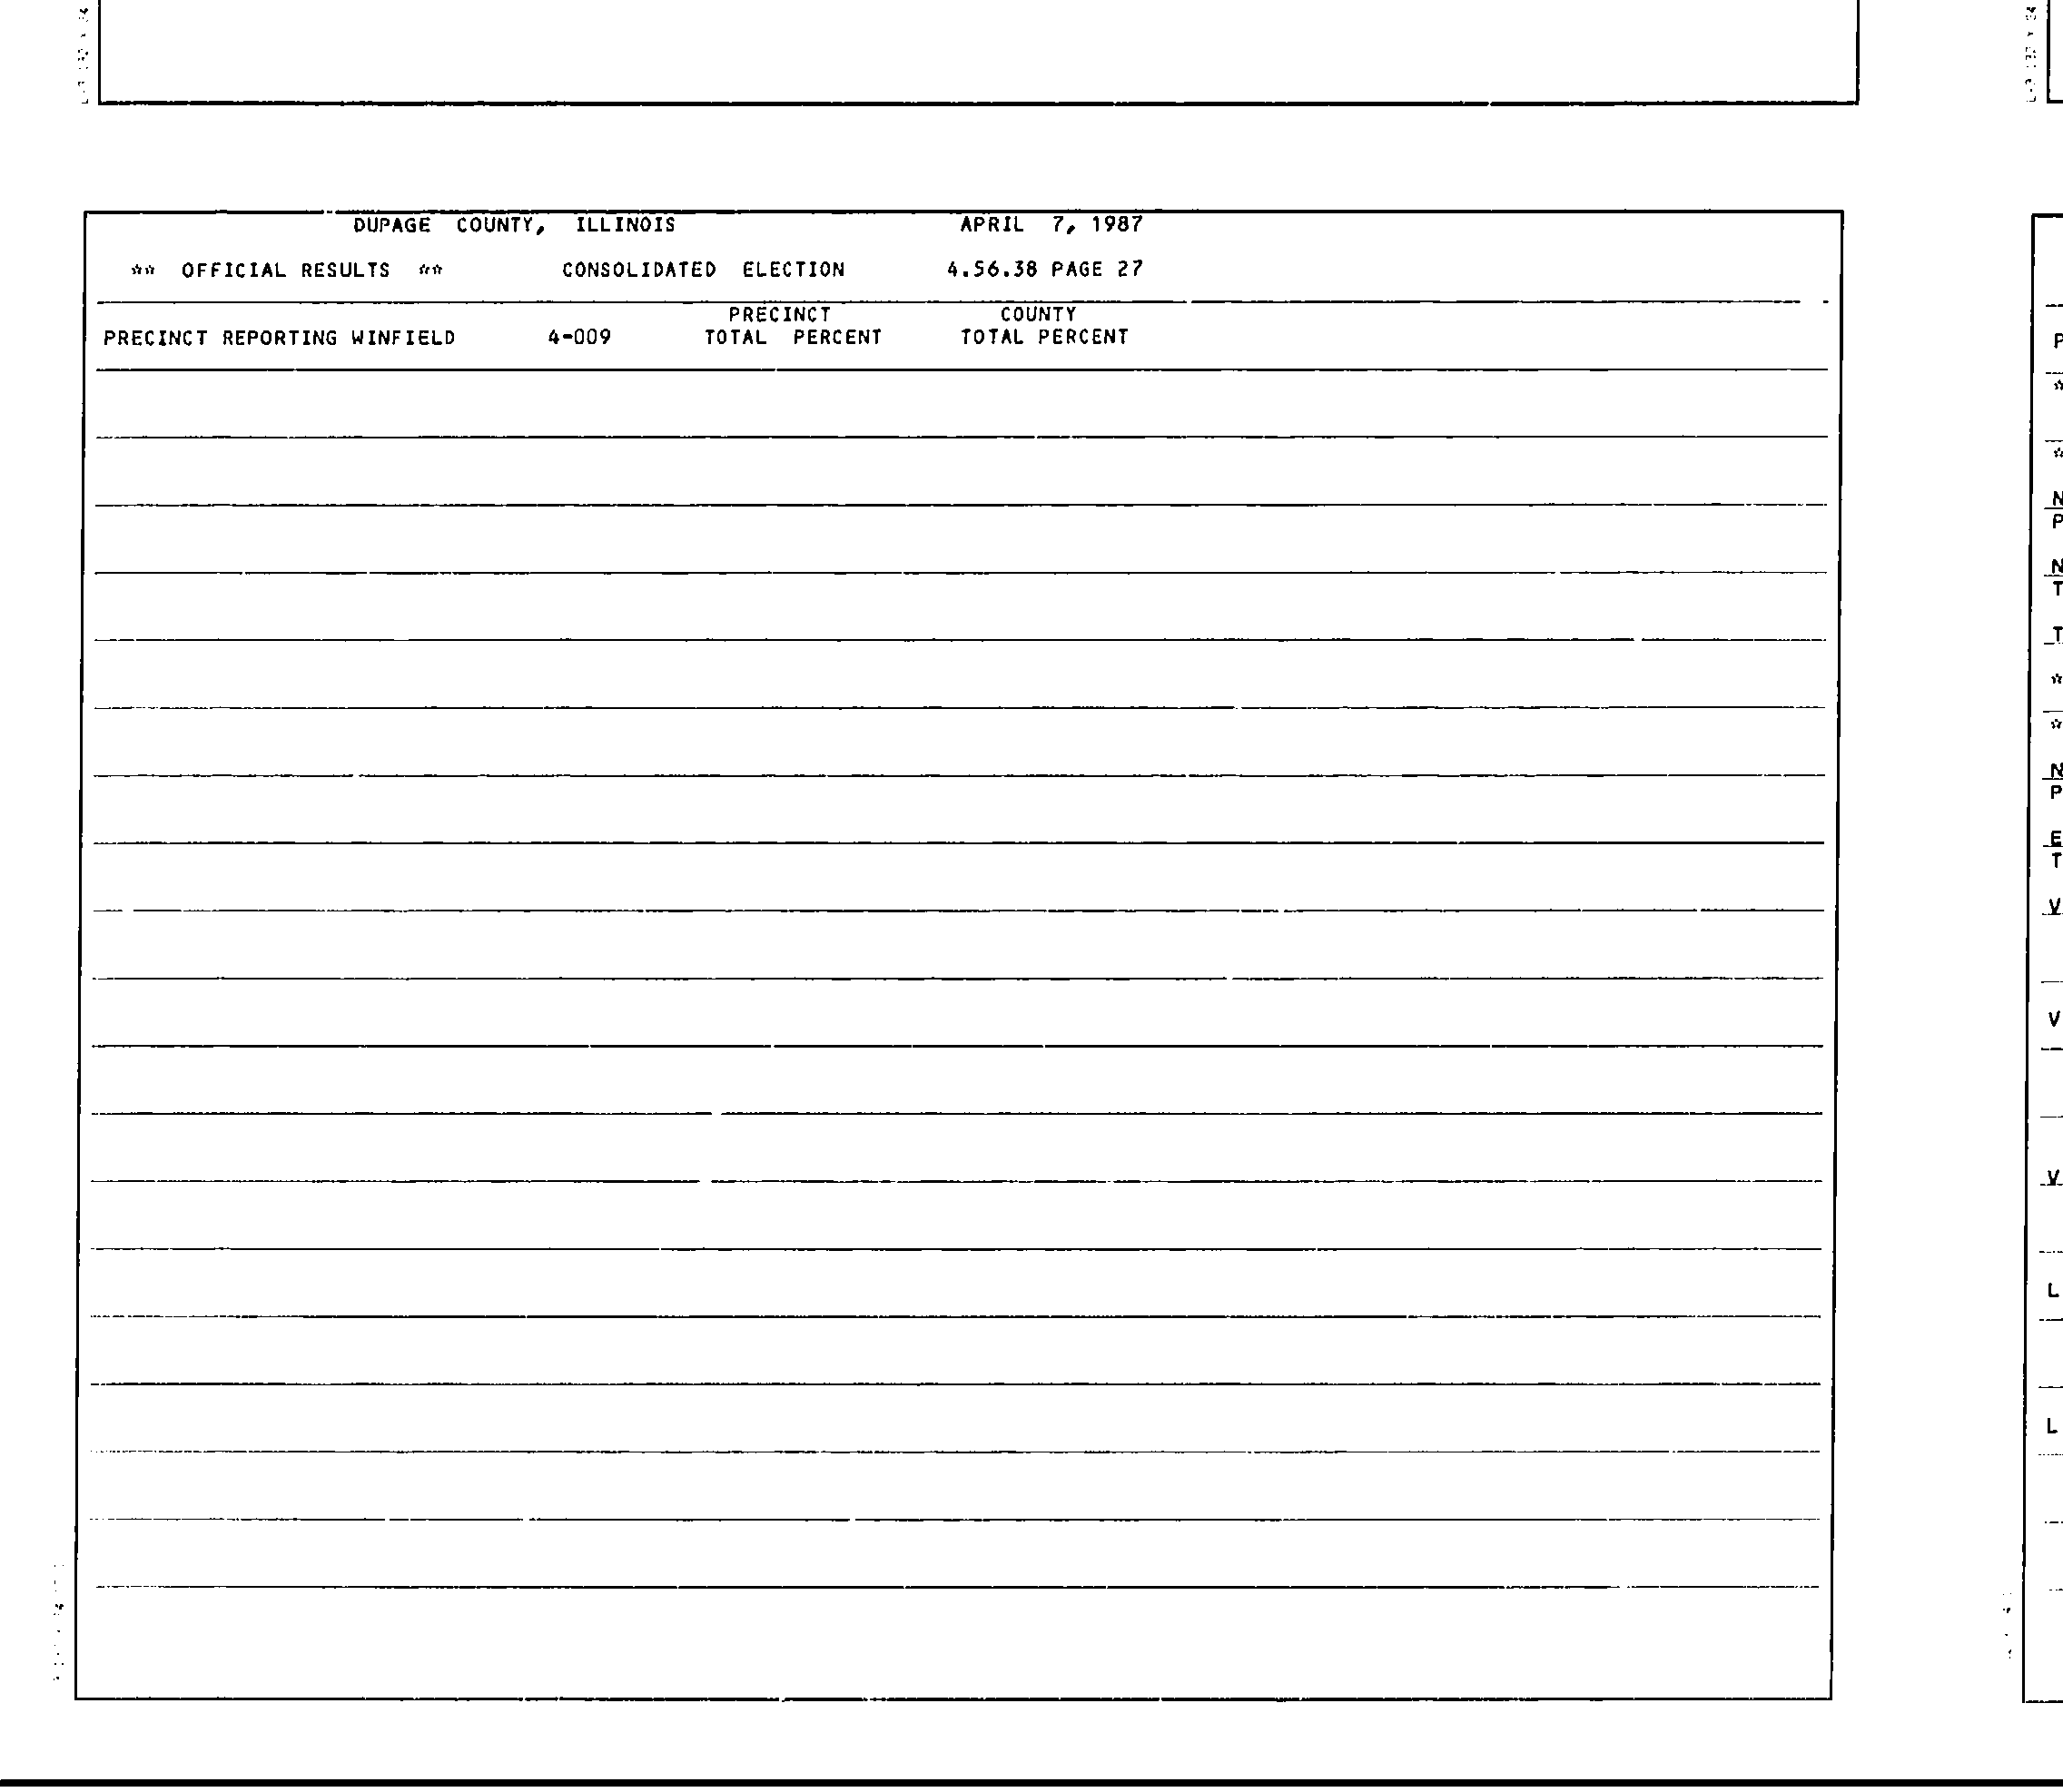 DUPAGE COUNTY, ILLINOIS APRIL 7, 1987
** OFFICIAL RESULTS ** CONSOLIDATED ELECTION 4.56.38 PAGE 27
PRECINCT COUNTY
PRECINCT REPORTING WINFIELD 4-009 TOTAL PERCENT TOTAL PERCENT
P
*
*
N
P
N
T
T
*
*
N
P
E
T
V
V
V
L
L